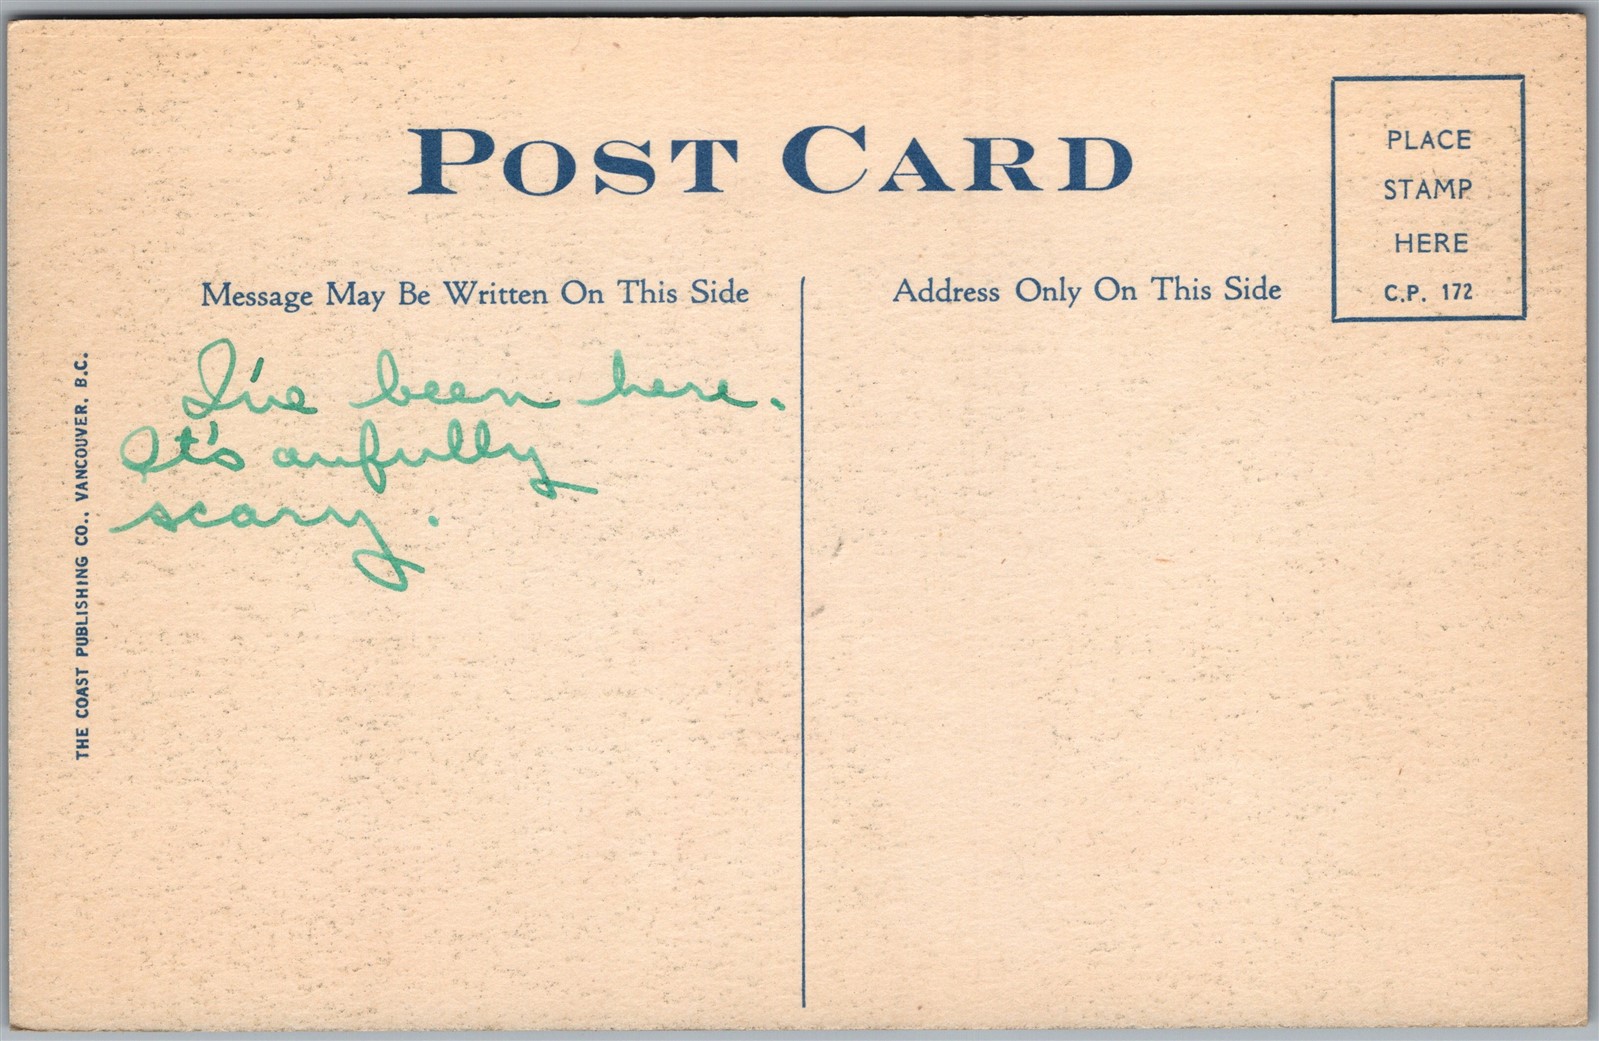 POST CARD
PLACE
STAMP
HERE
C.P. 172
Message May Be Written On This Side
Address Only On This Side
I've been here.
It's awfully
scary.
THE COAST PUBLISHING CO., VANCOUVER, B.C.